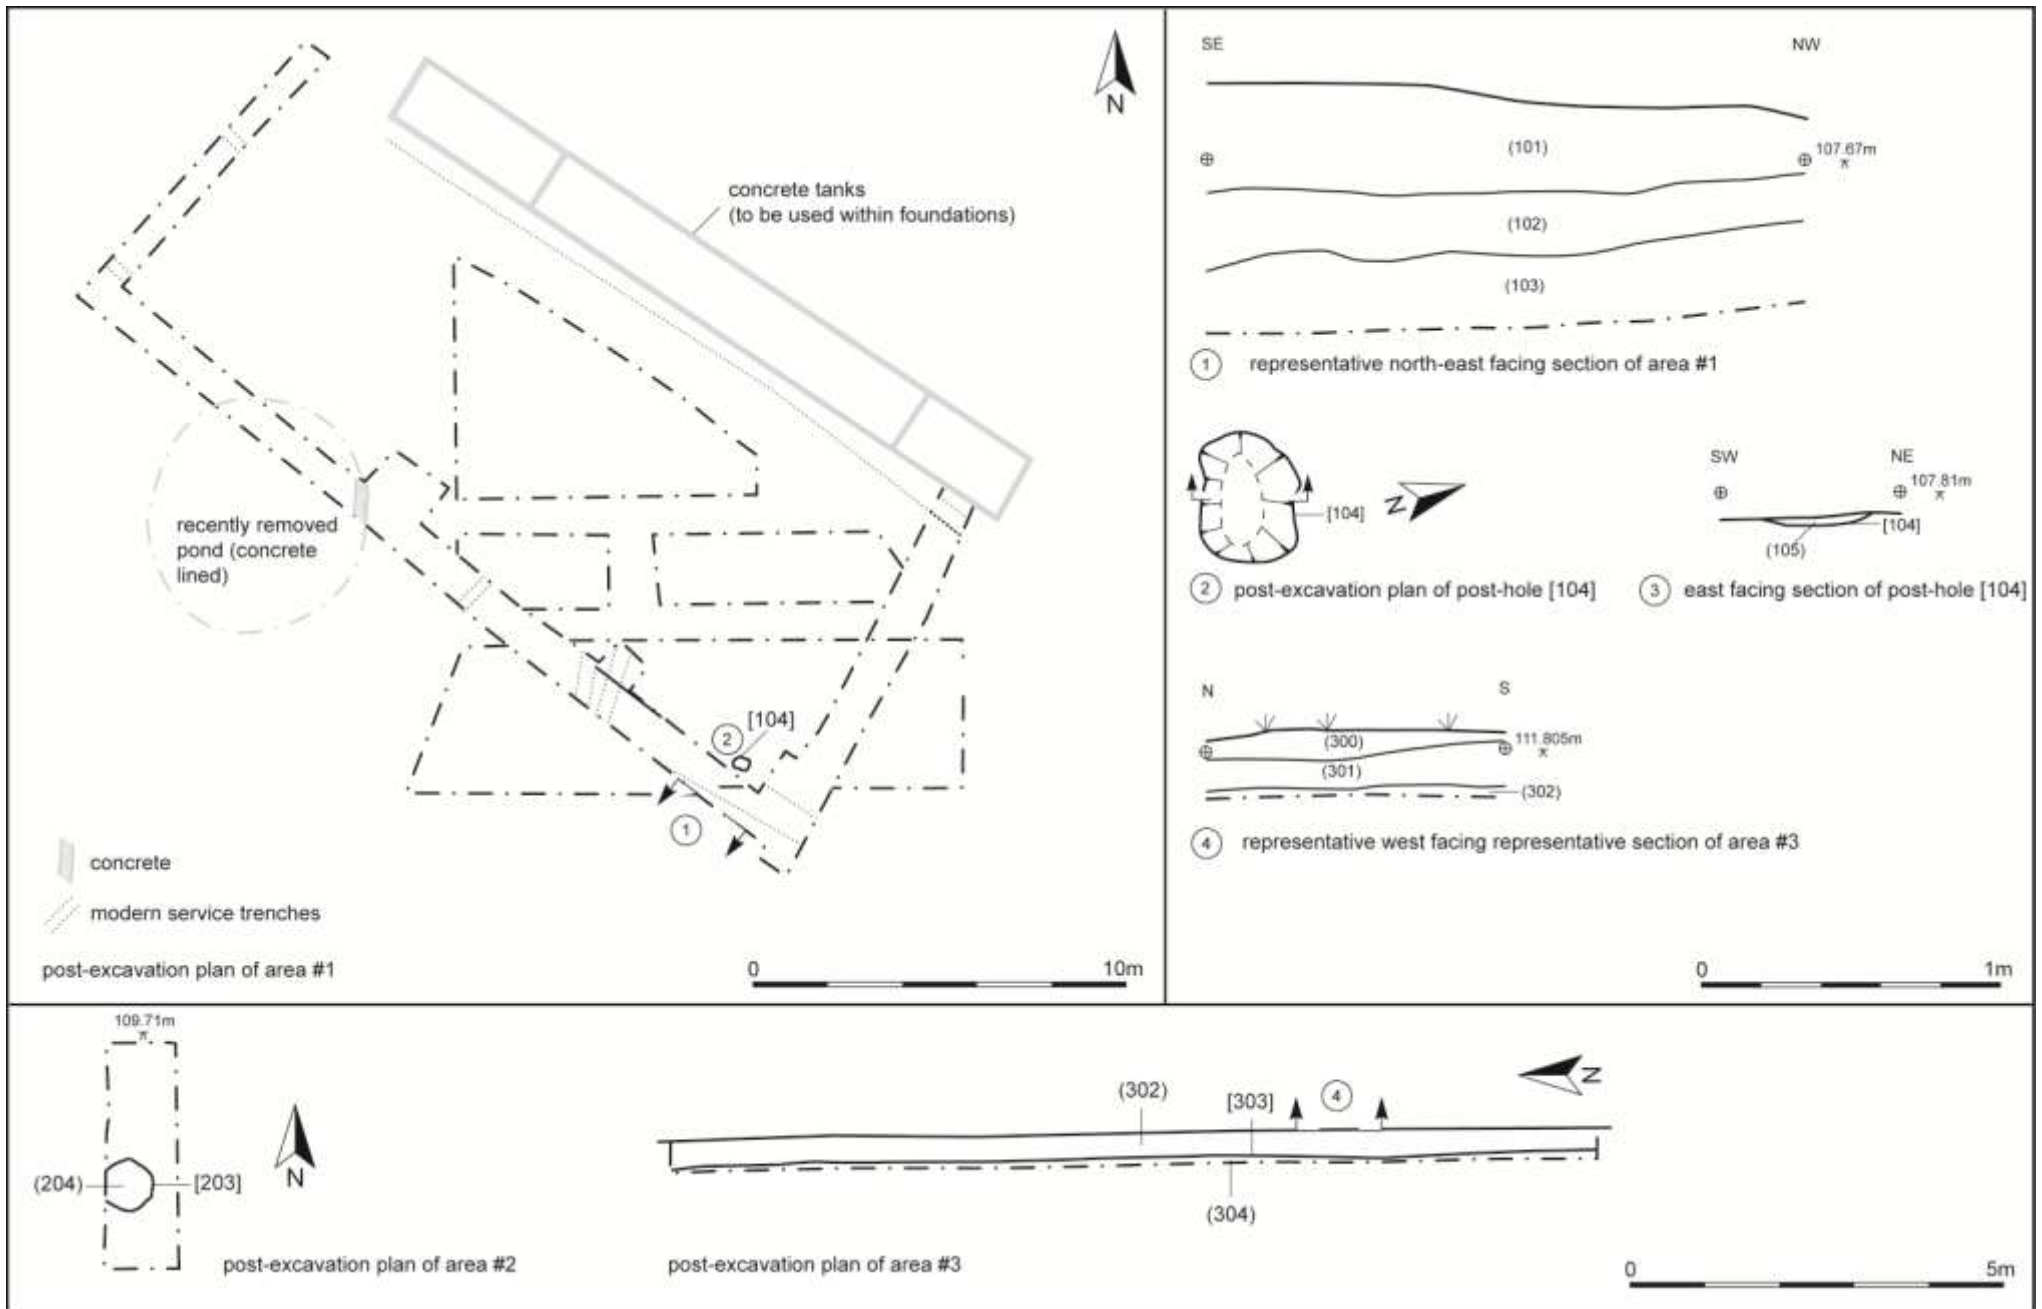 N
concrete tanks
(to be used within foundations)
recently removed
pond (concrete
lined)
[104]
2
1
concrete
modern service trenches
post-excavation plan of area #1
0 10m
SE NW
(101)
107.67m
(102)
(103)
1 representative north-east facing section of area #1
N
[104]
2 post-excavation plan of post-hole [104]
SW NE
107.81m
[104]
(105)
3 east facing section of post-hole [104]
N S
(300)
111.805m
(301)
(302)
4 representative west facing representative section of area #3
0 1m
109.71m
(204)
[203]
N
post-excavation plan of area #2
(302)
[303]
4
N
(304)
post-excavation plan of area #3
0 5m